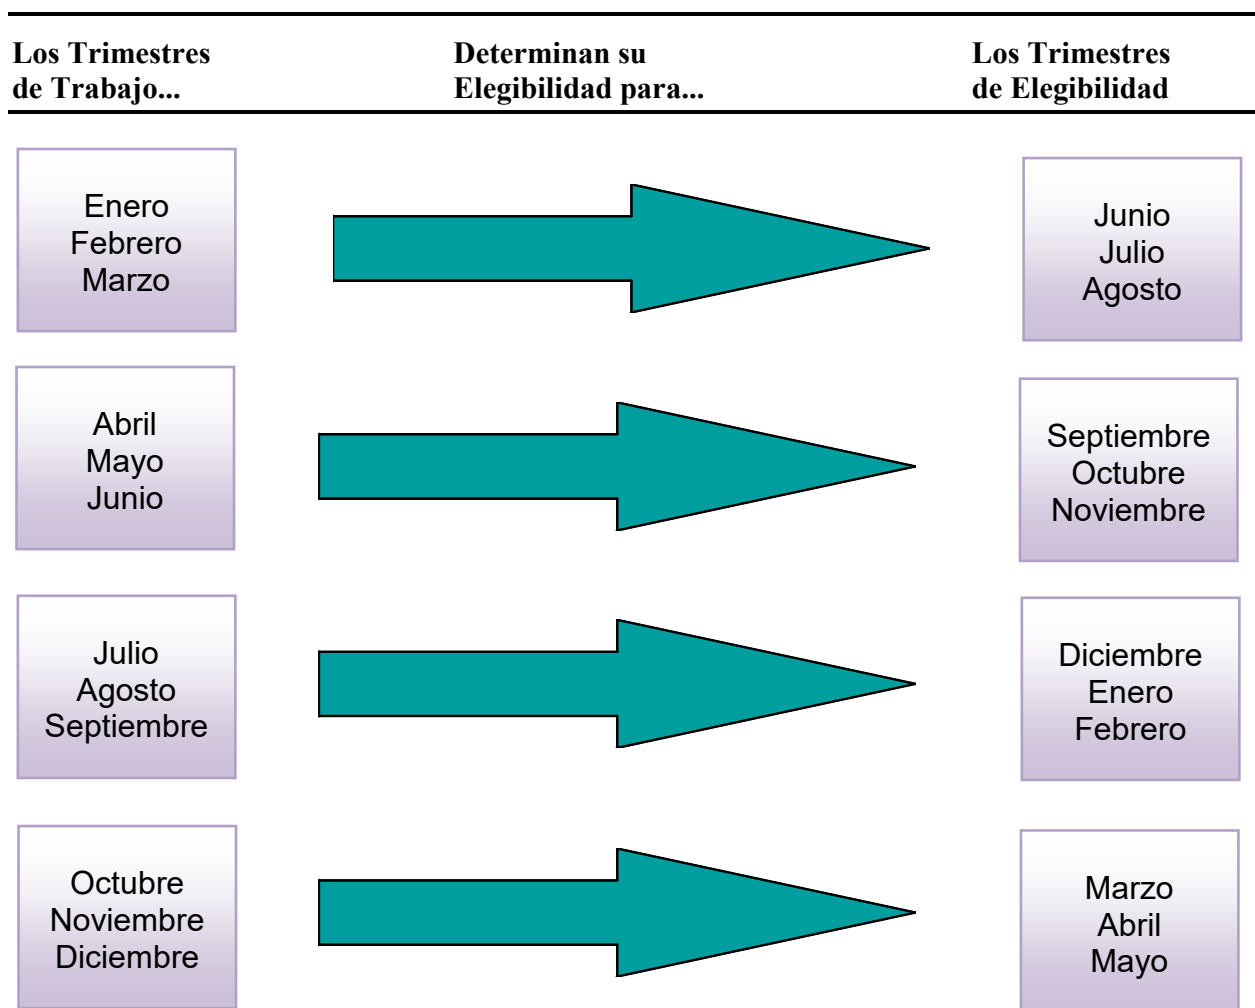 Los Trimestres
de Trabajo...
Determinan su
Elegibilidad para...
Los Trimestres
de Elegibilidad
Enero
Febrero
Marzo
Junio
Julio
Agosto
Abril
Mayo
Junio
Septiembre
Octubre
Noviembre
Julio
Agosto
Septiembre
Diciembre
Enero
Febrero
Octubre
Noviembre
Diciembre
Marzo
Abril
Mayo